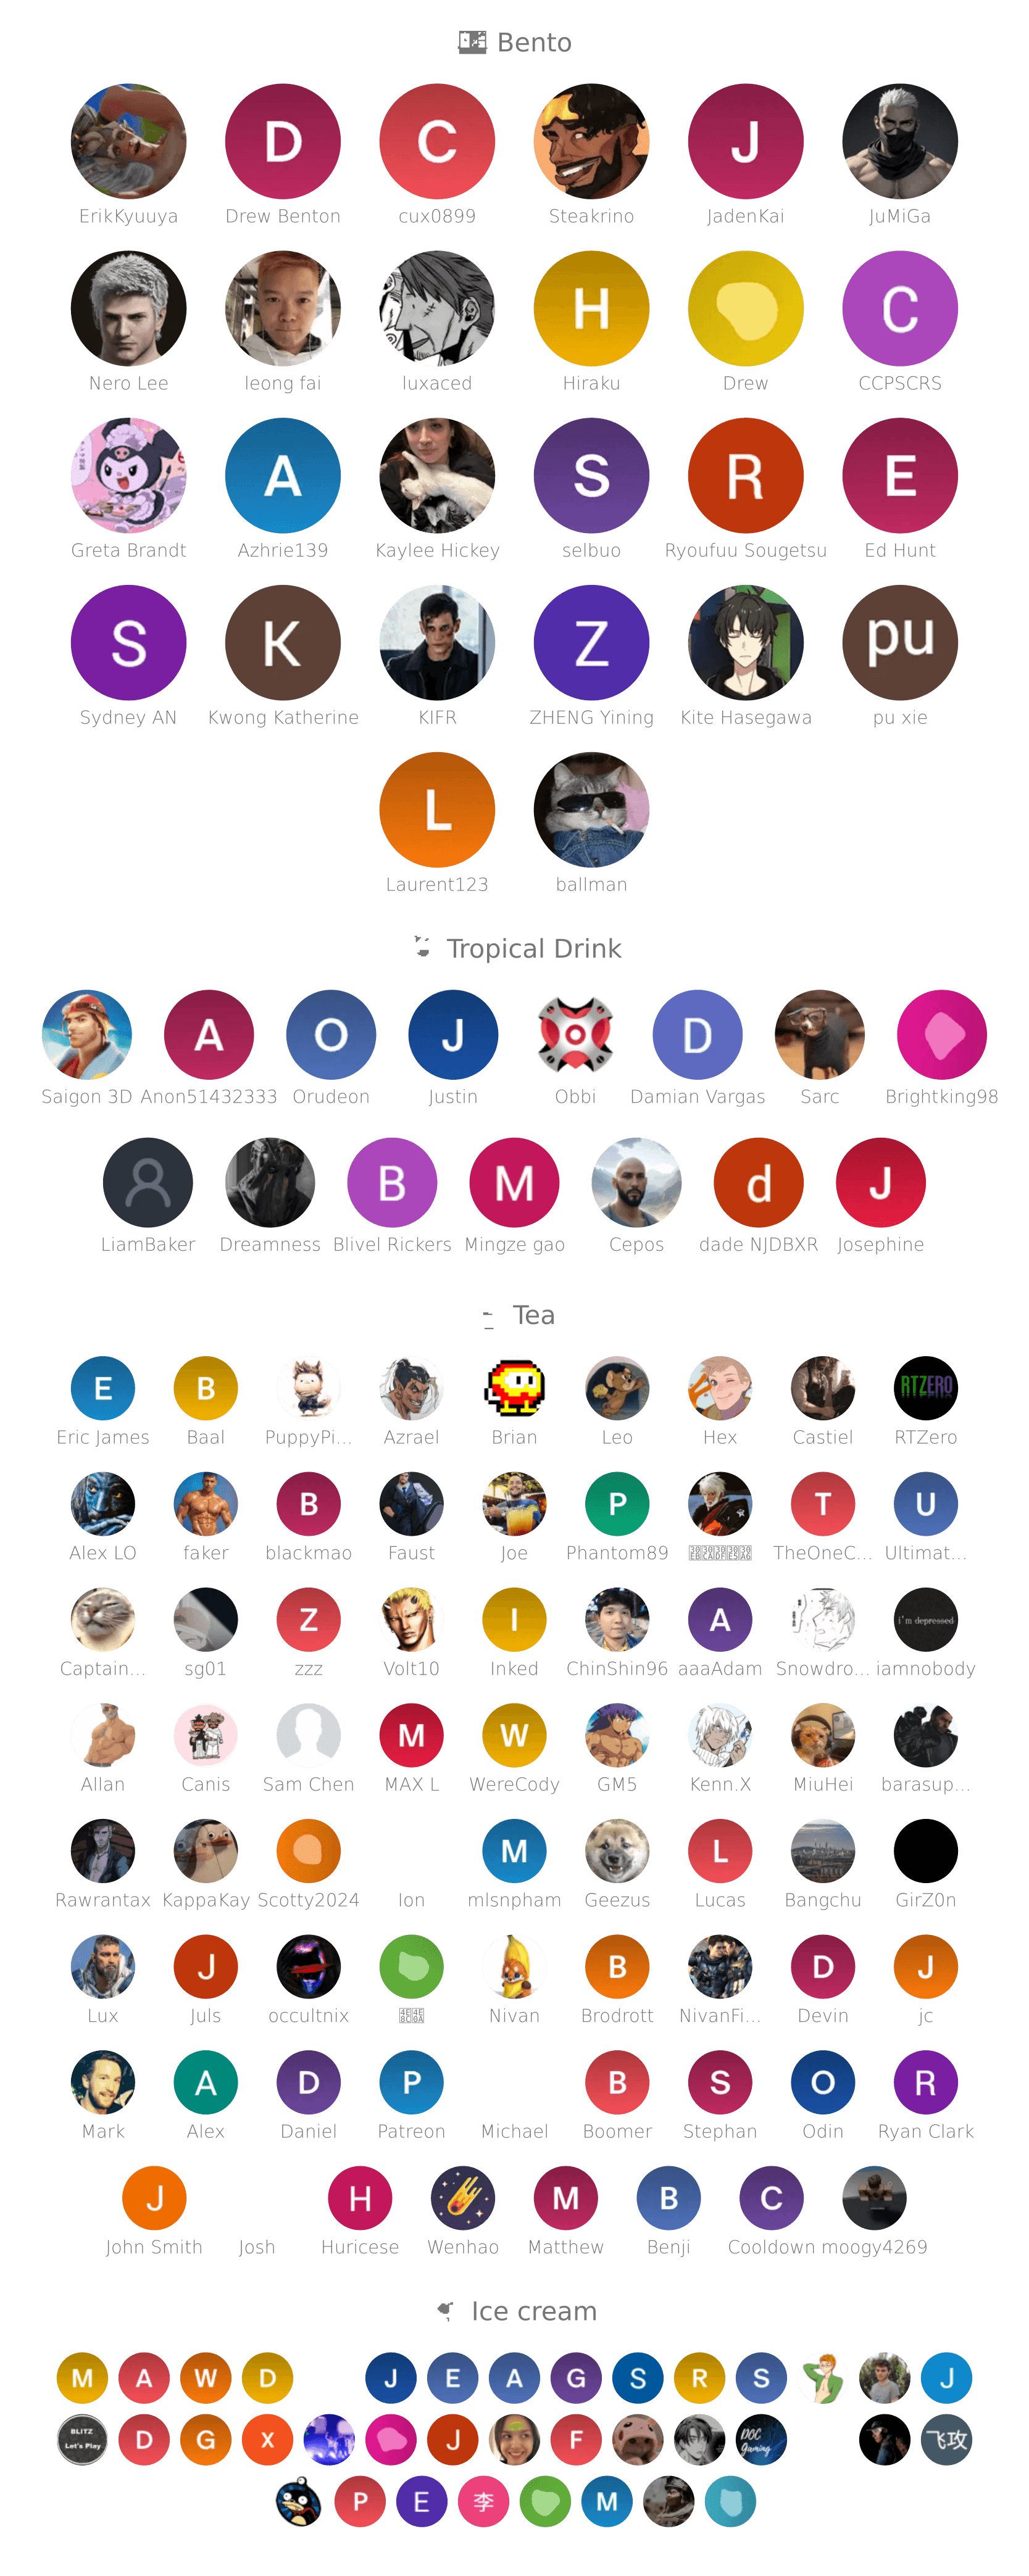 Bento
D C J
ErikKyuuya Drew Benton cux0899 Steakrino JadenKai JuMiGa
H C
Nero Lee leong fai luxaced Hiraku Drew CCPSCRS
A S R E
Greta Brandt Azhrie139 Kaylee Hickey selbuo Ryoufuu Sougetsu Ed Hunt
S K Z pu
Sydney AN Kwong Katherine KIFR ZHENG Yining Kite Hasegawa pu xie
L
Laurent123 ballman
Tropical Drink
A O J D
Saigon 3D Anon51432333 Orudeon Justin Obbi Damian Vargas Sarc Brightking98
B M d J
LiamBaker Dreamness Blivel Rickers Mingze gao Cepos dade NJDBXR Josephine
Tea
E B RTZERO
Eric James Baal PuppyPi... Azrael Brian Leo Hex Castiel RTZero
B P T U
Alex LO faker blackmao Faust Joe Phantom89 TheOneC... Ultimat...
Z I A i'm depressed
Captain... sg01 zzz Volt10 Inked ChinShin96 aaaAdam Snowdro... iamnobody
M W
Allan Canis Sam Chen MAX L WereCody GM5 Kenn.X MiuHei barasup...
M L
Rawrantax KappaKay Scotty2024 Ion mlsnpham Geezus Lucas Bangchu GirZ0n
J B D J
Lux Juls occultnix Nivan Brodrott NivanFi... Devin jc
A D P B S O R
Mark Alex Daniel Patreon Michael Boomer Stephan Odin Ryan Clark
J H M B C
John Smith Josh Huricese Wenhao Matthew Benji Cooldown moogy4269
Ice cream
M A W D J E A G S R S J
BLITZ
Let's Play D G X J F DOC Gaming 飞攻
P E 李 M